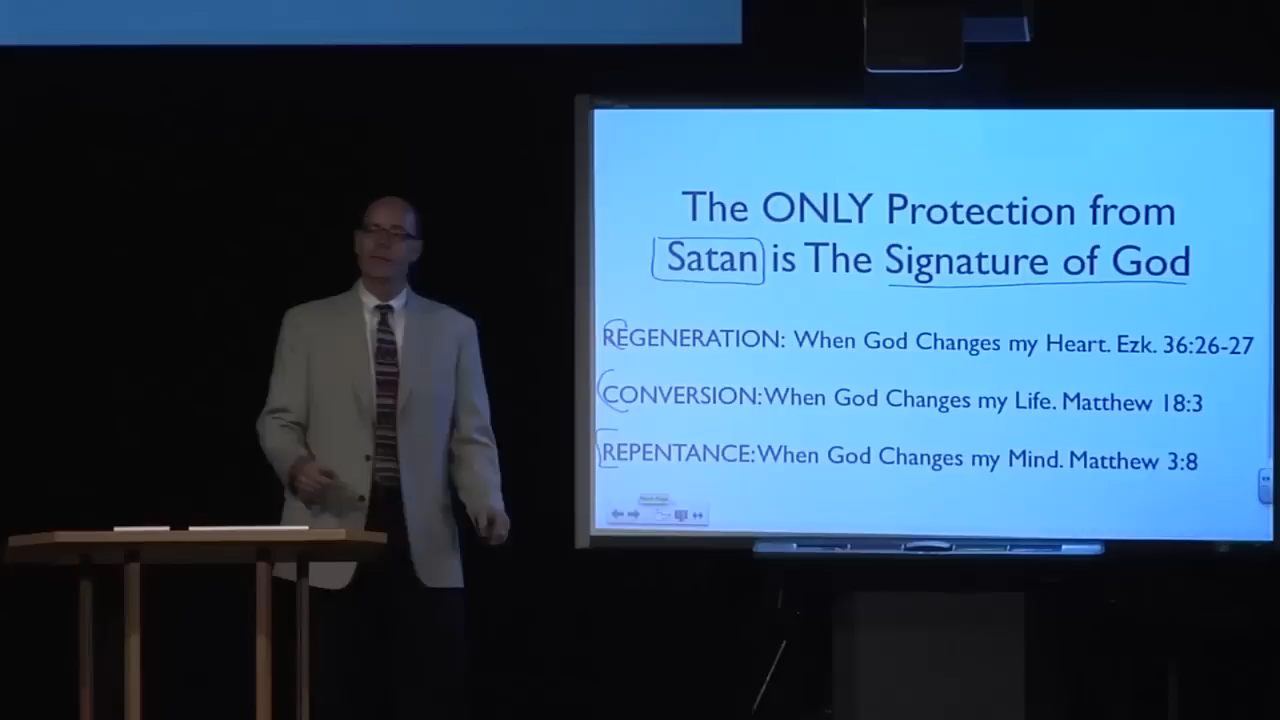 The ONLY Protection from
Satan is The Signature of God
REGENERATION: When God Changes my Heart. Ezk. 36:26-27
CONVERSION: When God Changes my Life. Matthew 18:3
REPENTANCE: When God Changes my Mind. Matthew 3:8